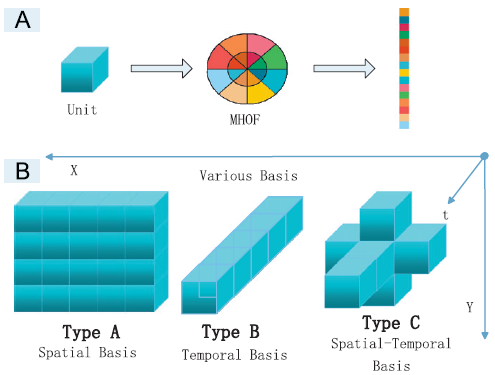 A
Unit
MHOF
B
X
Various Basis
t
Y
Type A
Spatial Basis
Type B
Temporal Basis
Type C
Spatial-Temporal
Basis